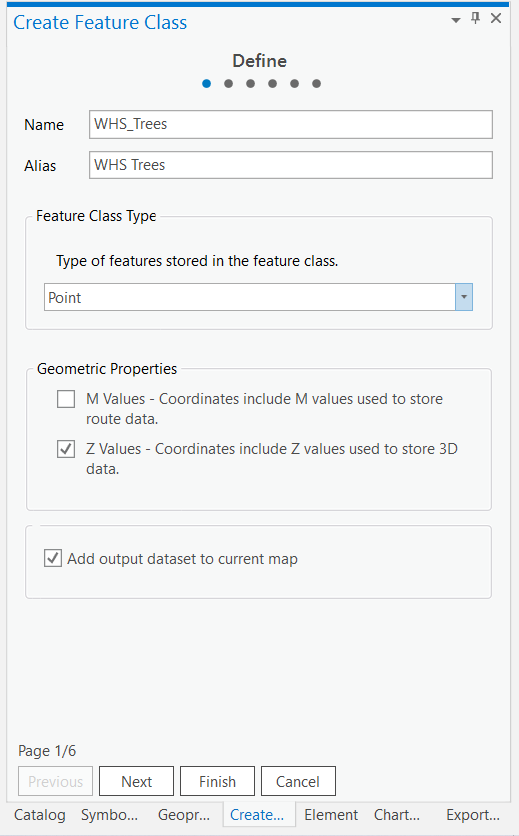 Create Feature Class
Define
Name
WHS_Trees
Alias
WHS Trees
Feature Class Type
Type of features stored in the feature class.
Point
Geometric Properties
M Values - Coordinates include M values used to store
route data.
Z Values - Coordinates include Z values used to store 3D
data.
Add output dataset to current map
Page 1/6
Previous Next Finish Cancel
Catalog Symbo... Geopr... Create... Element Chart... Export...